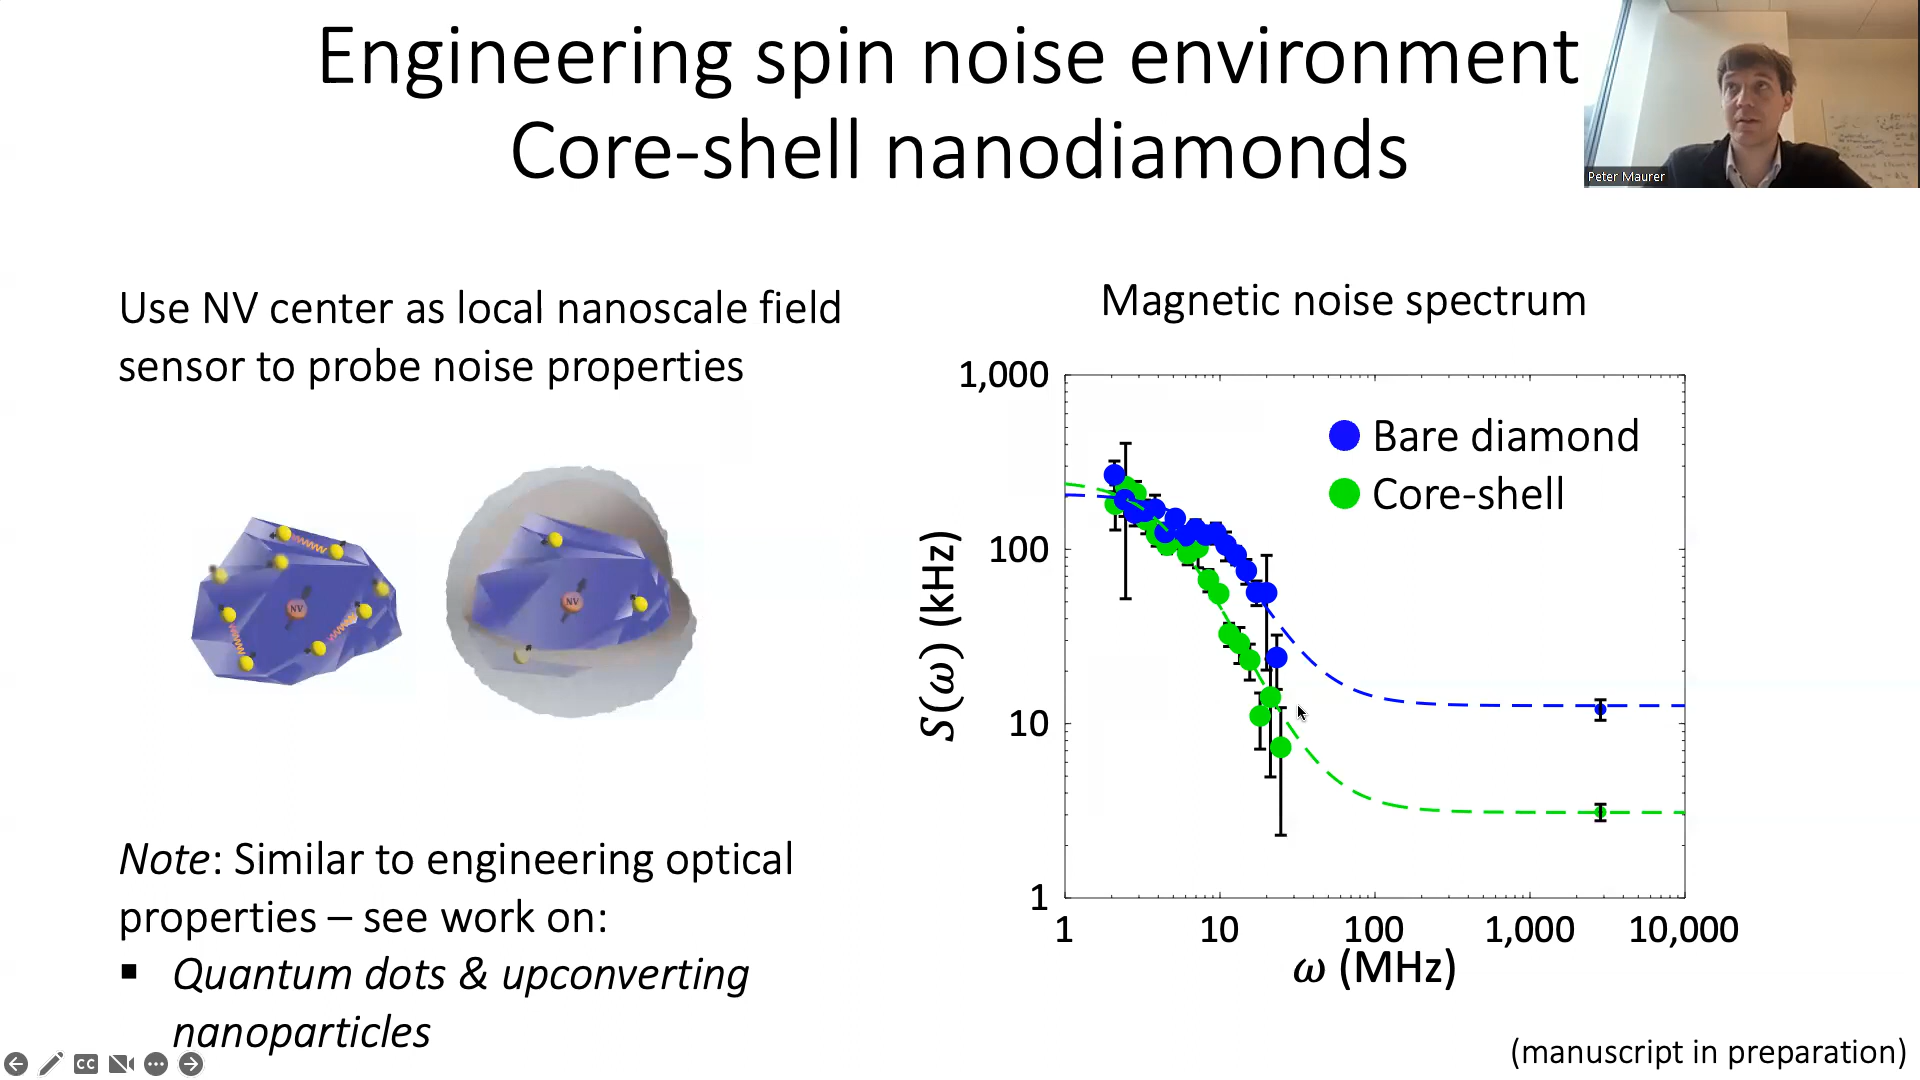 Engineering spin noise environment
Core-shell nanodiamonds
Peter Maurer
Use NV center as local nanoscale field
sensor to probe noise properties
NV
NV
Note: Similar to engineering optical
properties – see work on:
▪ Quantum dots & upconverting
nanoparticles
CC
Magnetic noise spectrum
1,000
100
10
1
S(ω) (kHz)
Bare diamond
Core-shell
1 10 100 1,000 10,000
ω (MHz)
(manuscript in preparation)